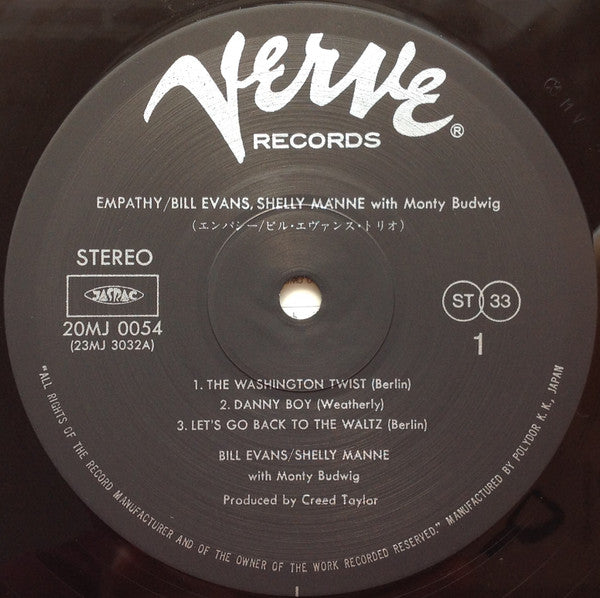 Verve
RECORDS ®
EMPATHY/BILL EVANS, SHELLY MANNE with Monty Budwig
(エンパシー/ビル・エヴァンス・トリオ)
STEREO
JASRAC
20MJ 0054
(23MJ 3032A)
ST 33
1
1. THE WASHINGTON TWIST (Berlin)
2. DANNY BOY (Weatherly)
3. LET'S GO BACK TO THE WALTZ (Berlin)
BILL EVANS/SHELLY MANNE
with Monty Budwig
Produced by Creed Taylor
"ALL RIGHTS OF THE RECORD MANUFACTURER AND OF THE OWNER OF THE WORK RECORDED RESERVED." MANUFACTURED BY POLYDOR K. K., JAPAN